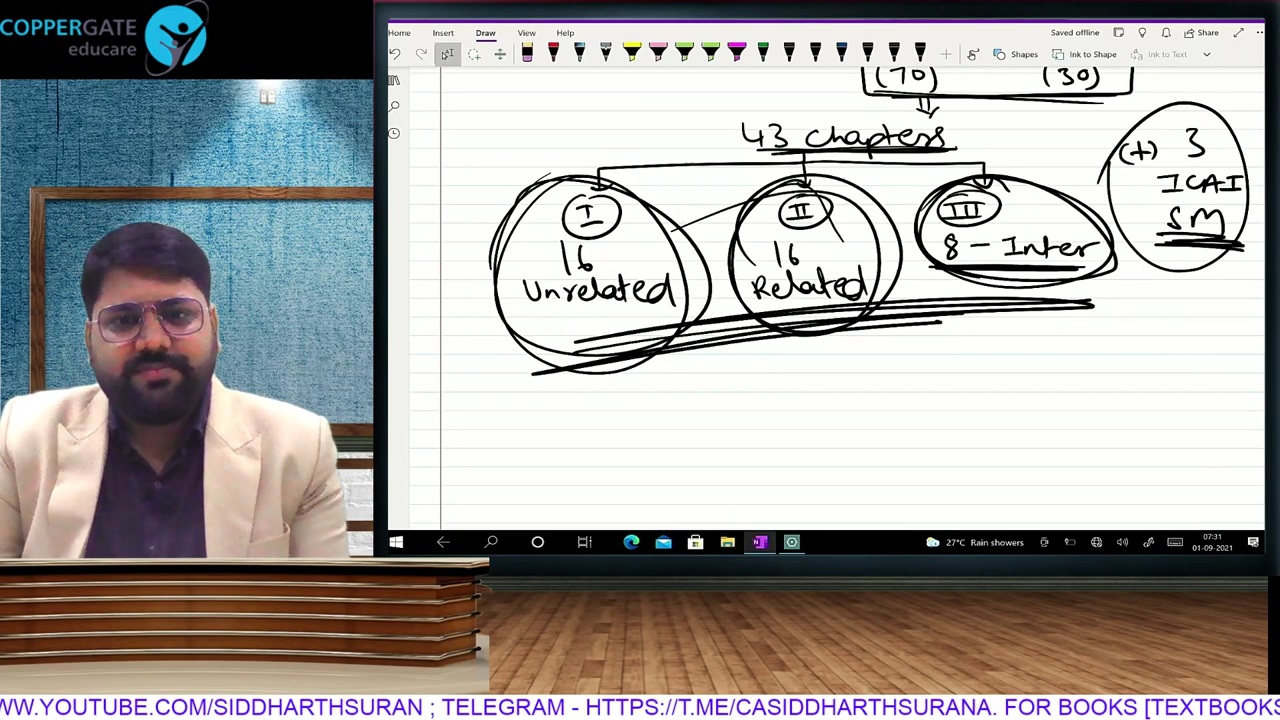 COPPERGATE
educare
Home Insert Draw View Help
Saved offline
Share
Shapes
Ink to Shape
Ink to Text
(70) (30)
43 chapters
I
16
Unrelated
II
16
Related
III
8 - Inter
(+) 3
ICAI
SM
27°C Rain showers
07:31
01-09-2021
WW.YOUTUBE.COM/SIDDHARTHSURAN ; TELEGRAM - HTTPS://T.ME/CASIDDHARTHSURANA. FOR BOOKS [TEXTBOOKS